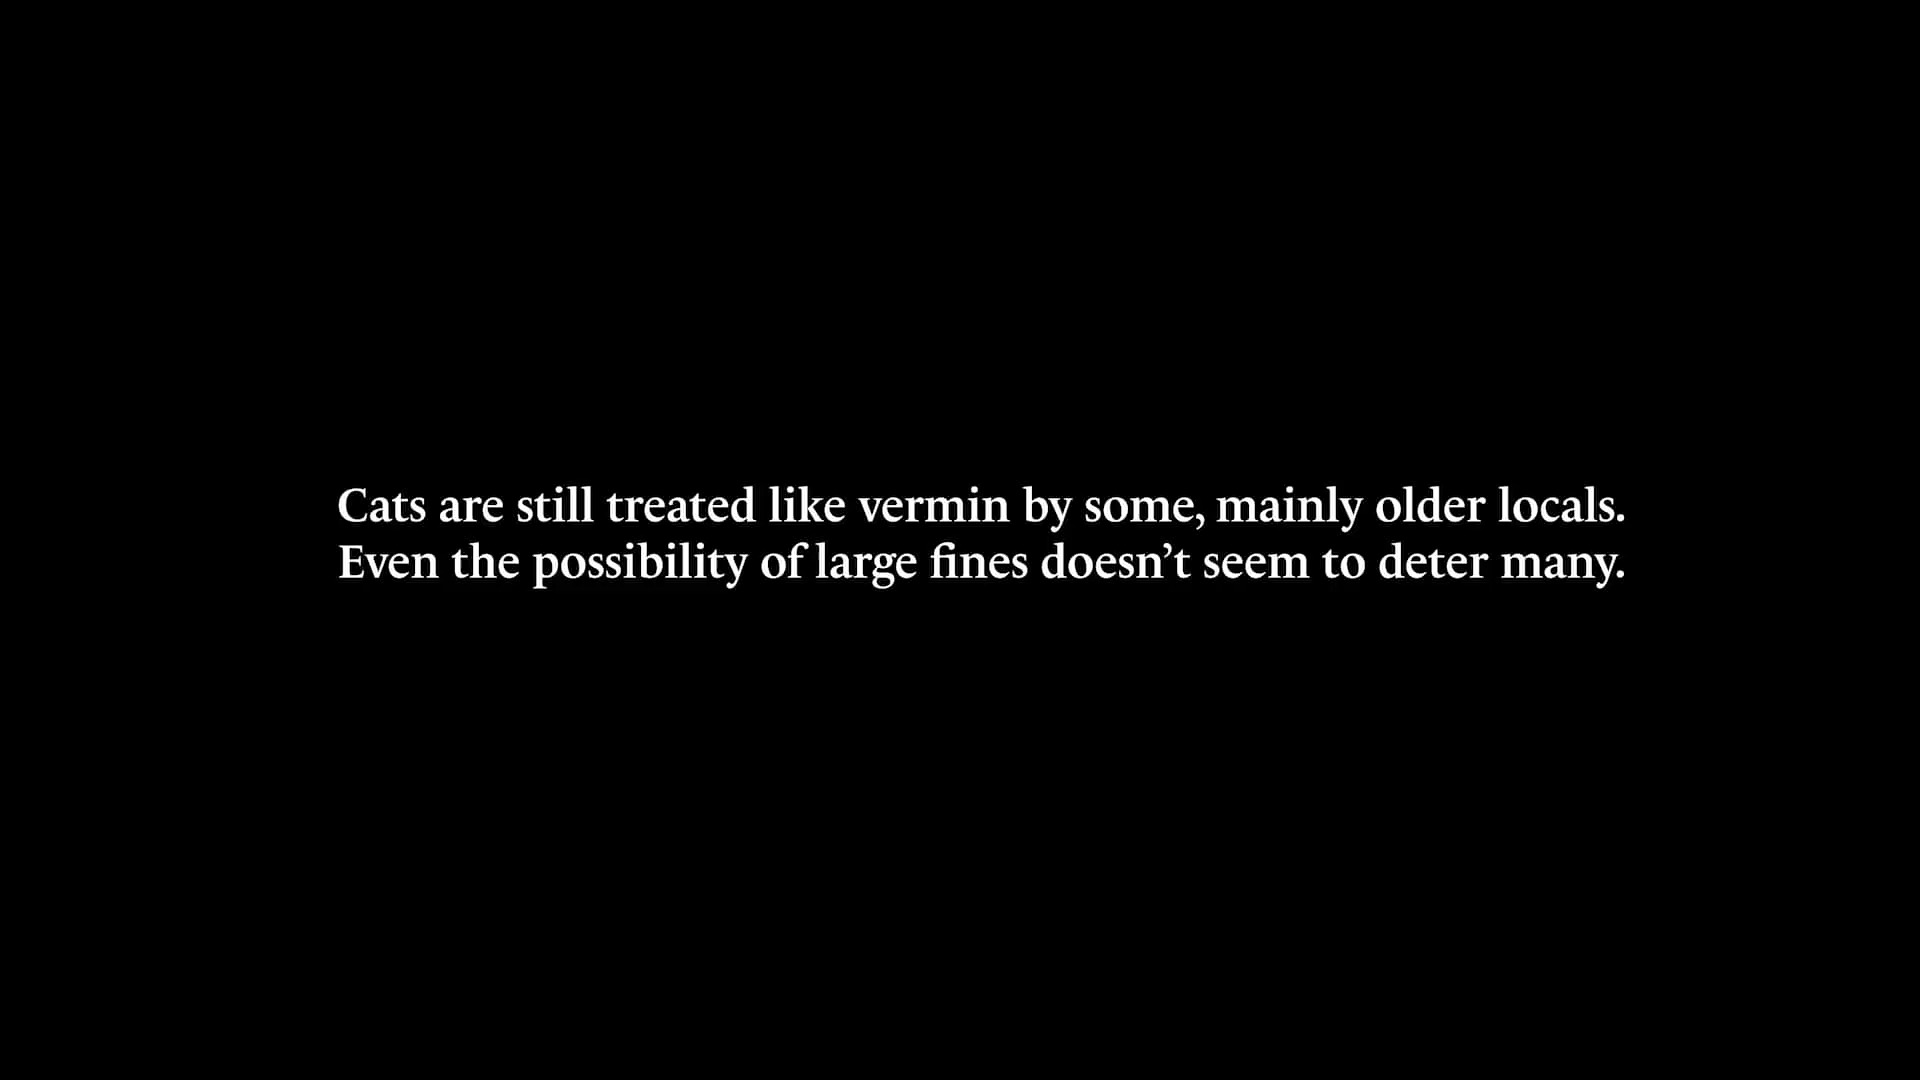 Cats are still treated like vermin by some, mainly older locals.
Even the possibility of large fines doesn’t seem to deter many.